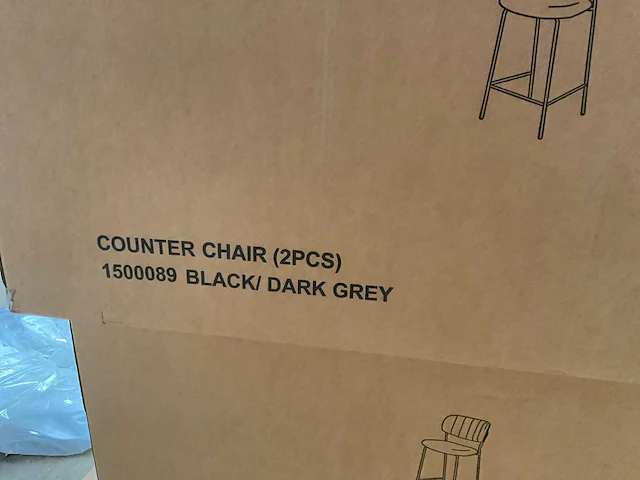 COUNTER CHAIR (2PCS)
1500089 BLACK/ DARK GREY